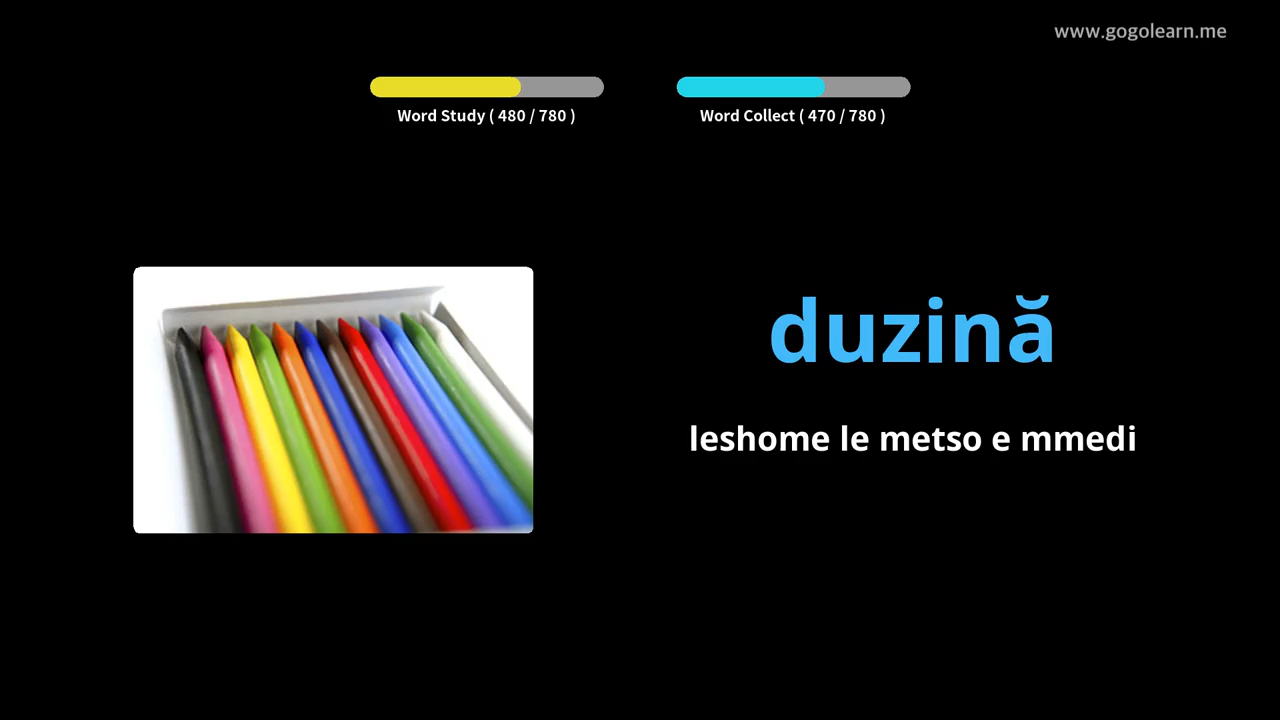 www.gogolearn.me
Word Study ( 480 / 780 )
Word Collect ( 470 / 780 )
duzină
leshome le metso e mmedi